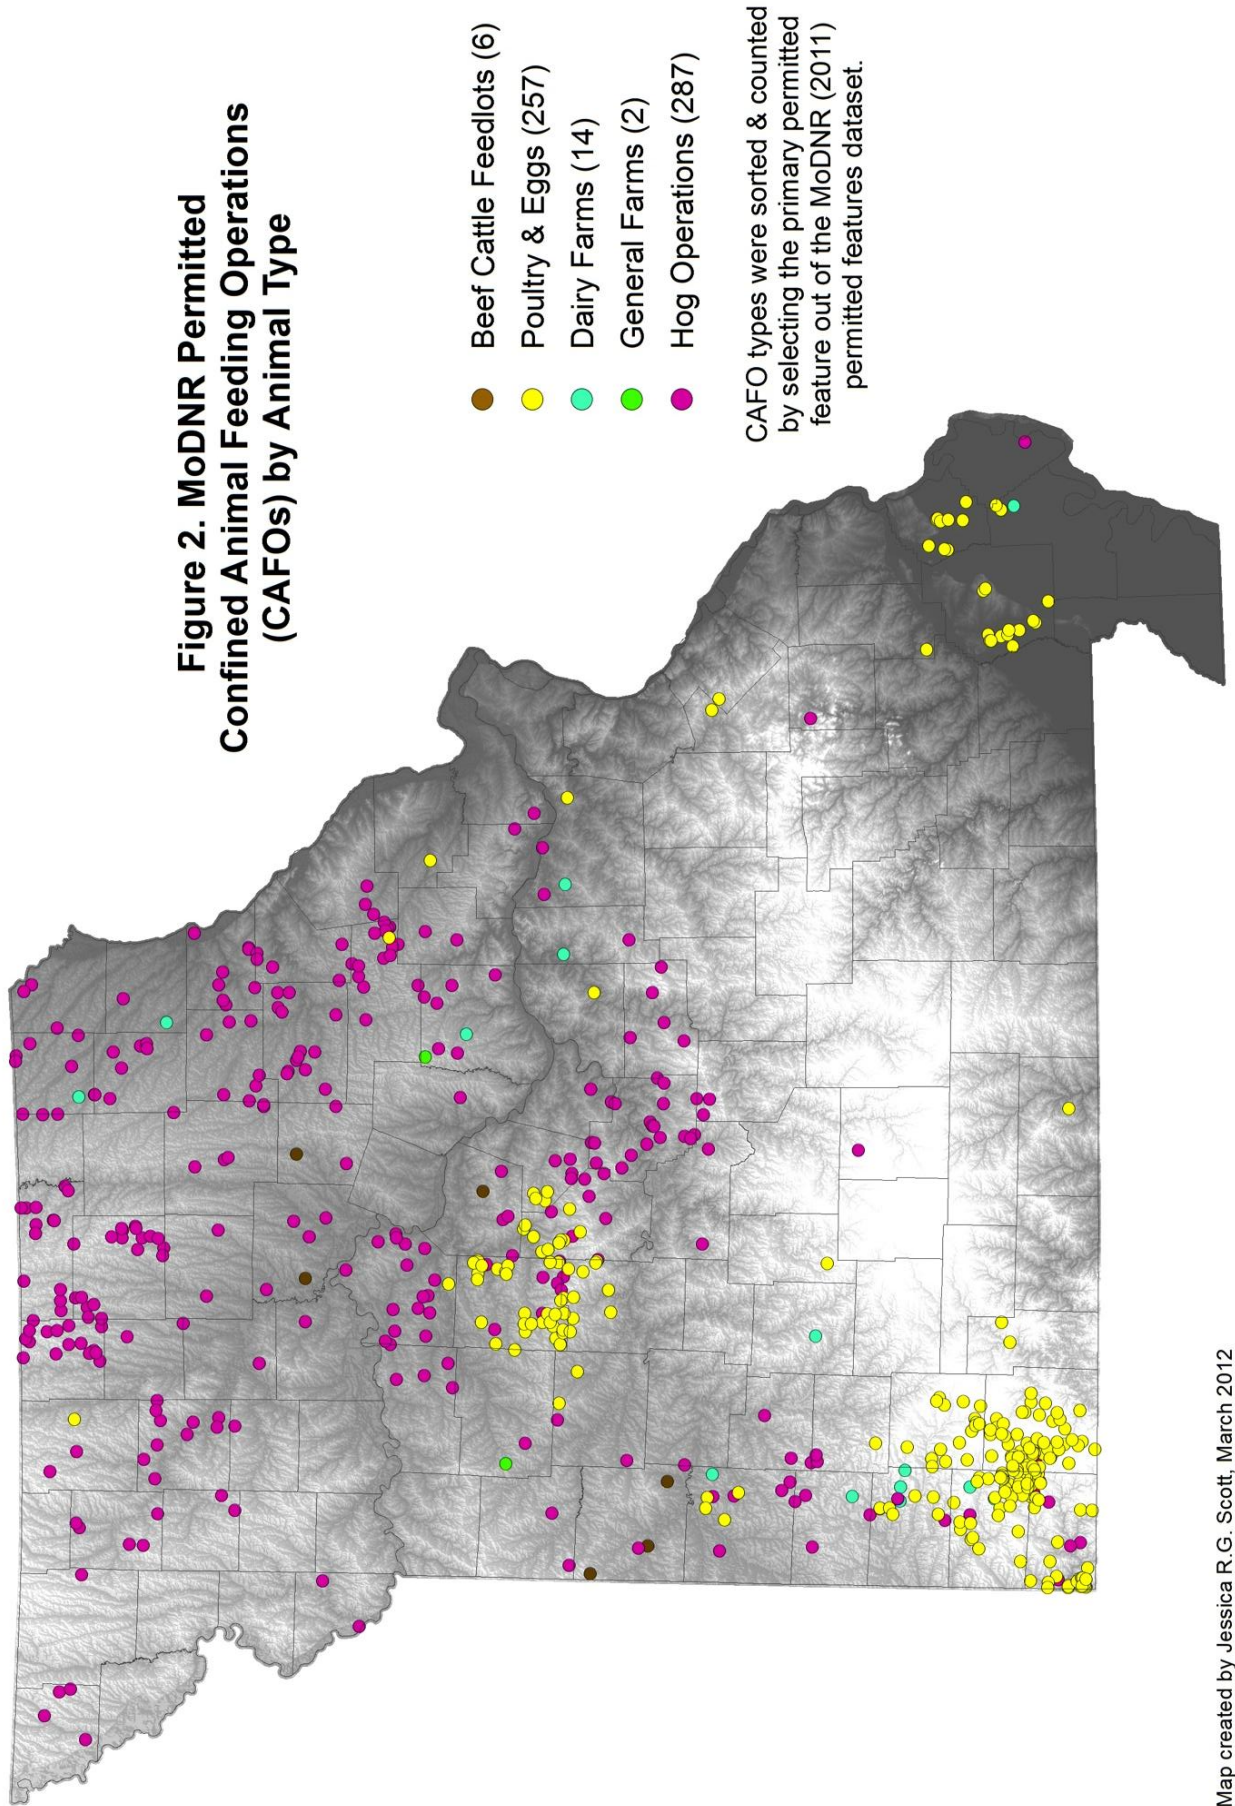 Figure 2. MoDNR Permitted
Confined Animal Feeding Operations
(CAFOs) by Animal Type
Beef Cattle Feedlots (6)
Poultry & Eggs (257)
Dairy Farms (14)
General Farms (2)
Hog Operations (287)
CAFO types were sorted & counted
by selecting the primary permitted
feature out of the MoDNR (2011)
permitted features dataset.
Map created by Jessica R.G. Scott, March 2012